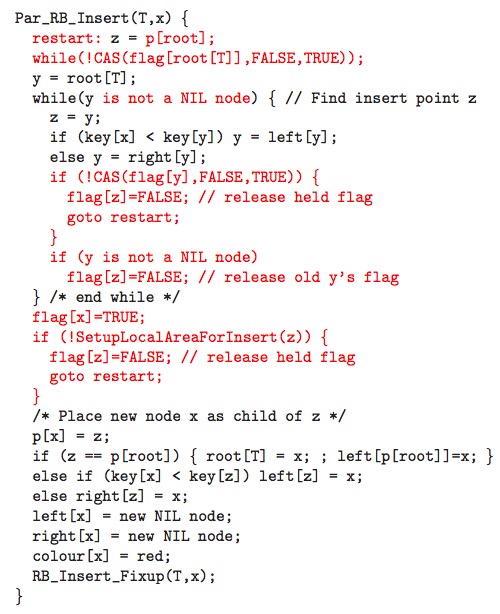 Par_RB_Insert(T,x) {
restart: z = p[root];
while(!CAS(flag[root[T]],FALSE,TRUE));
y = root[T];
while(y is not a NIL node) { // Find insert point z
z = y;
if (key[x] < key[y]) y = left[y];
else y = right[y];
if (!CAS(flag[y],FALSE,TRUE)) {
flag[z]=FALSE; // release held flag
goto restart;
}
if (y is not a NIL node)
flag[z]=FALSE; // release old y's flag
} /* end while */
flag[x]=TRUE;
if (!SetupLocalAreaForInsert(z)) {
flag[z]=FALSE; // release held flag
goto restart;
}
/* Place new node x as child of z */
p[x] = z;
if (z == p[root]) { root[T] = x; ; left[p[root]]=x; }
else if (key[x] < key[z]) left[z] = x;
else right[z] = x;
left[x] = new NIL node;
right[x] = new NIL node;
colour[x] = red;
RB_Insert_Fixup(T,x);
}